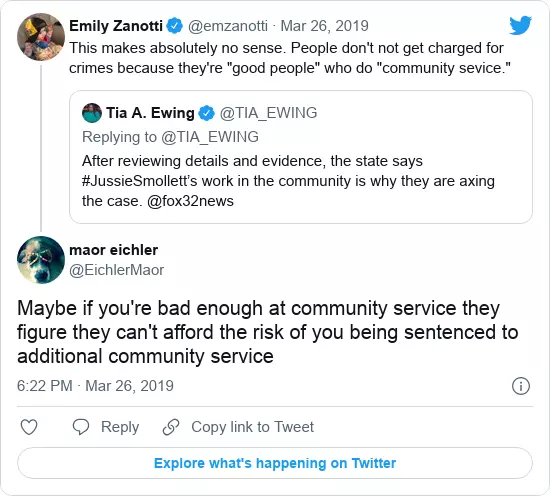 Emily Zanotti @emzanotti · Mar 26, 2019
This makes absolutely no sense. People don't not get charged for
crimes because they're "good people" who do "community sevice."
Tia A. Ewing @TIA_EWING
Replying to @TIA_EWING
After reviewing details and evidence, the state says
#JussieSmollett’s work in the community is why they are axing
the case. @fox32news
maor eichler
@EichlerMaor
Maybe if you're bad enough at community service they
figure they can't afford the risk of you being sentenced to
additional community service
6:22 PM · Mar 26, 2019
Reply Copy link to Tweet
Explore what's happening on Twitter